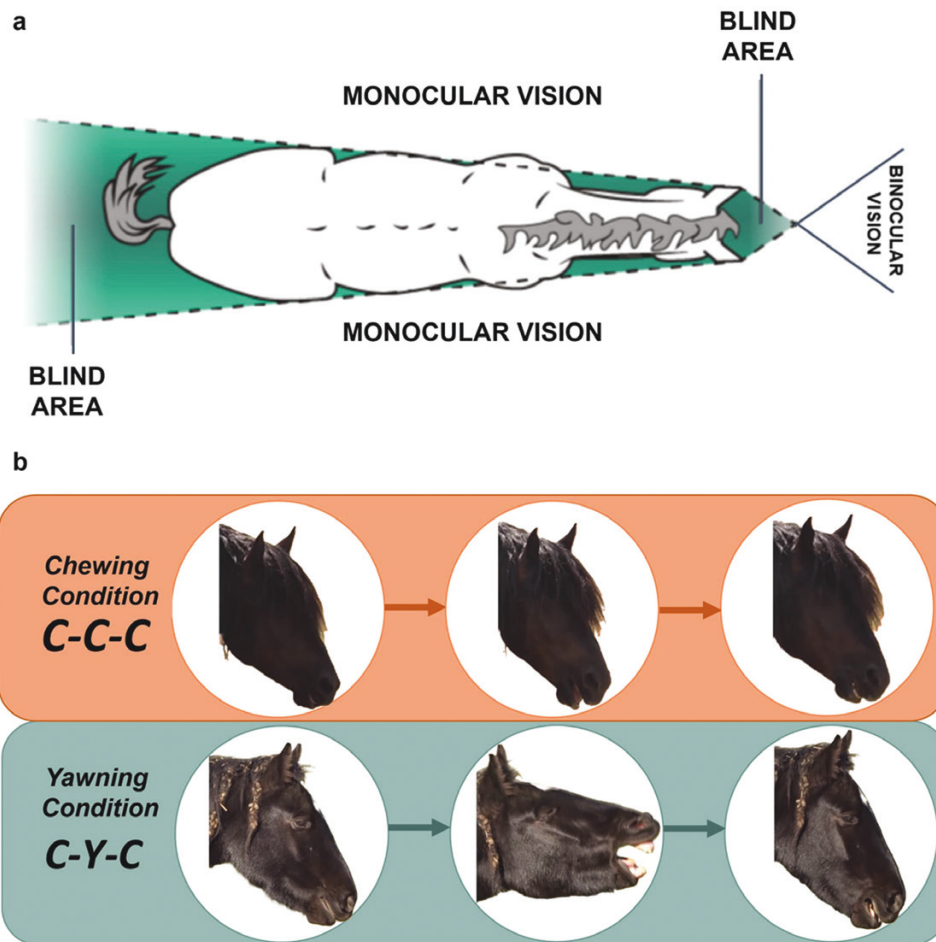 a
BLIND
AREA
MONOCULAR VISION
BINOCULAR
VISION
MONOCULAR VISION
BLIND
AREA
b
Chewing
Condition
C-C-C
Yawning
Condition
C-Y-C